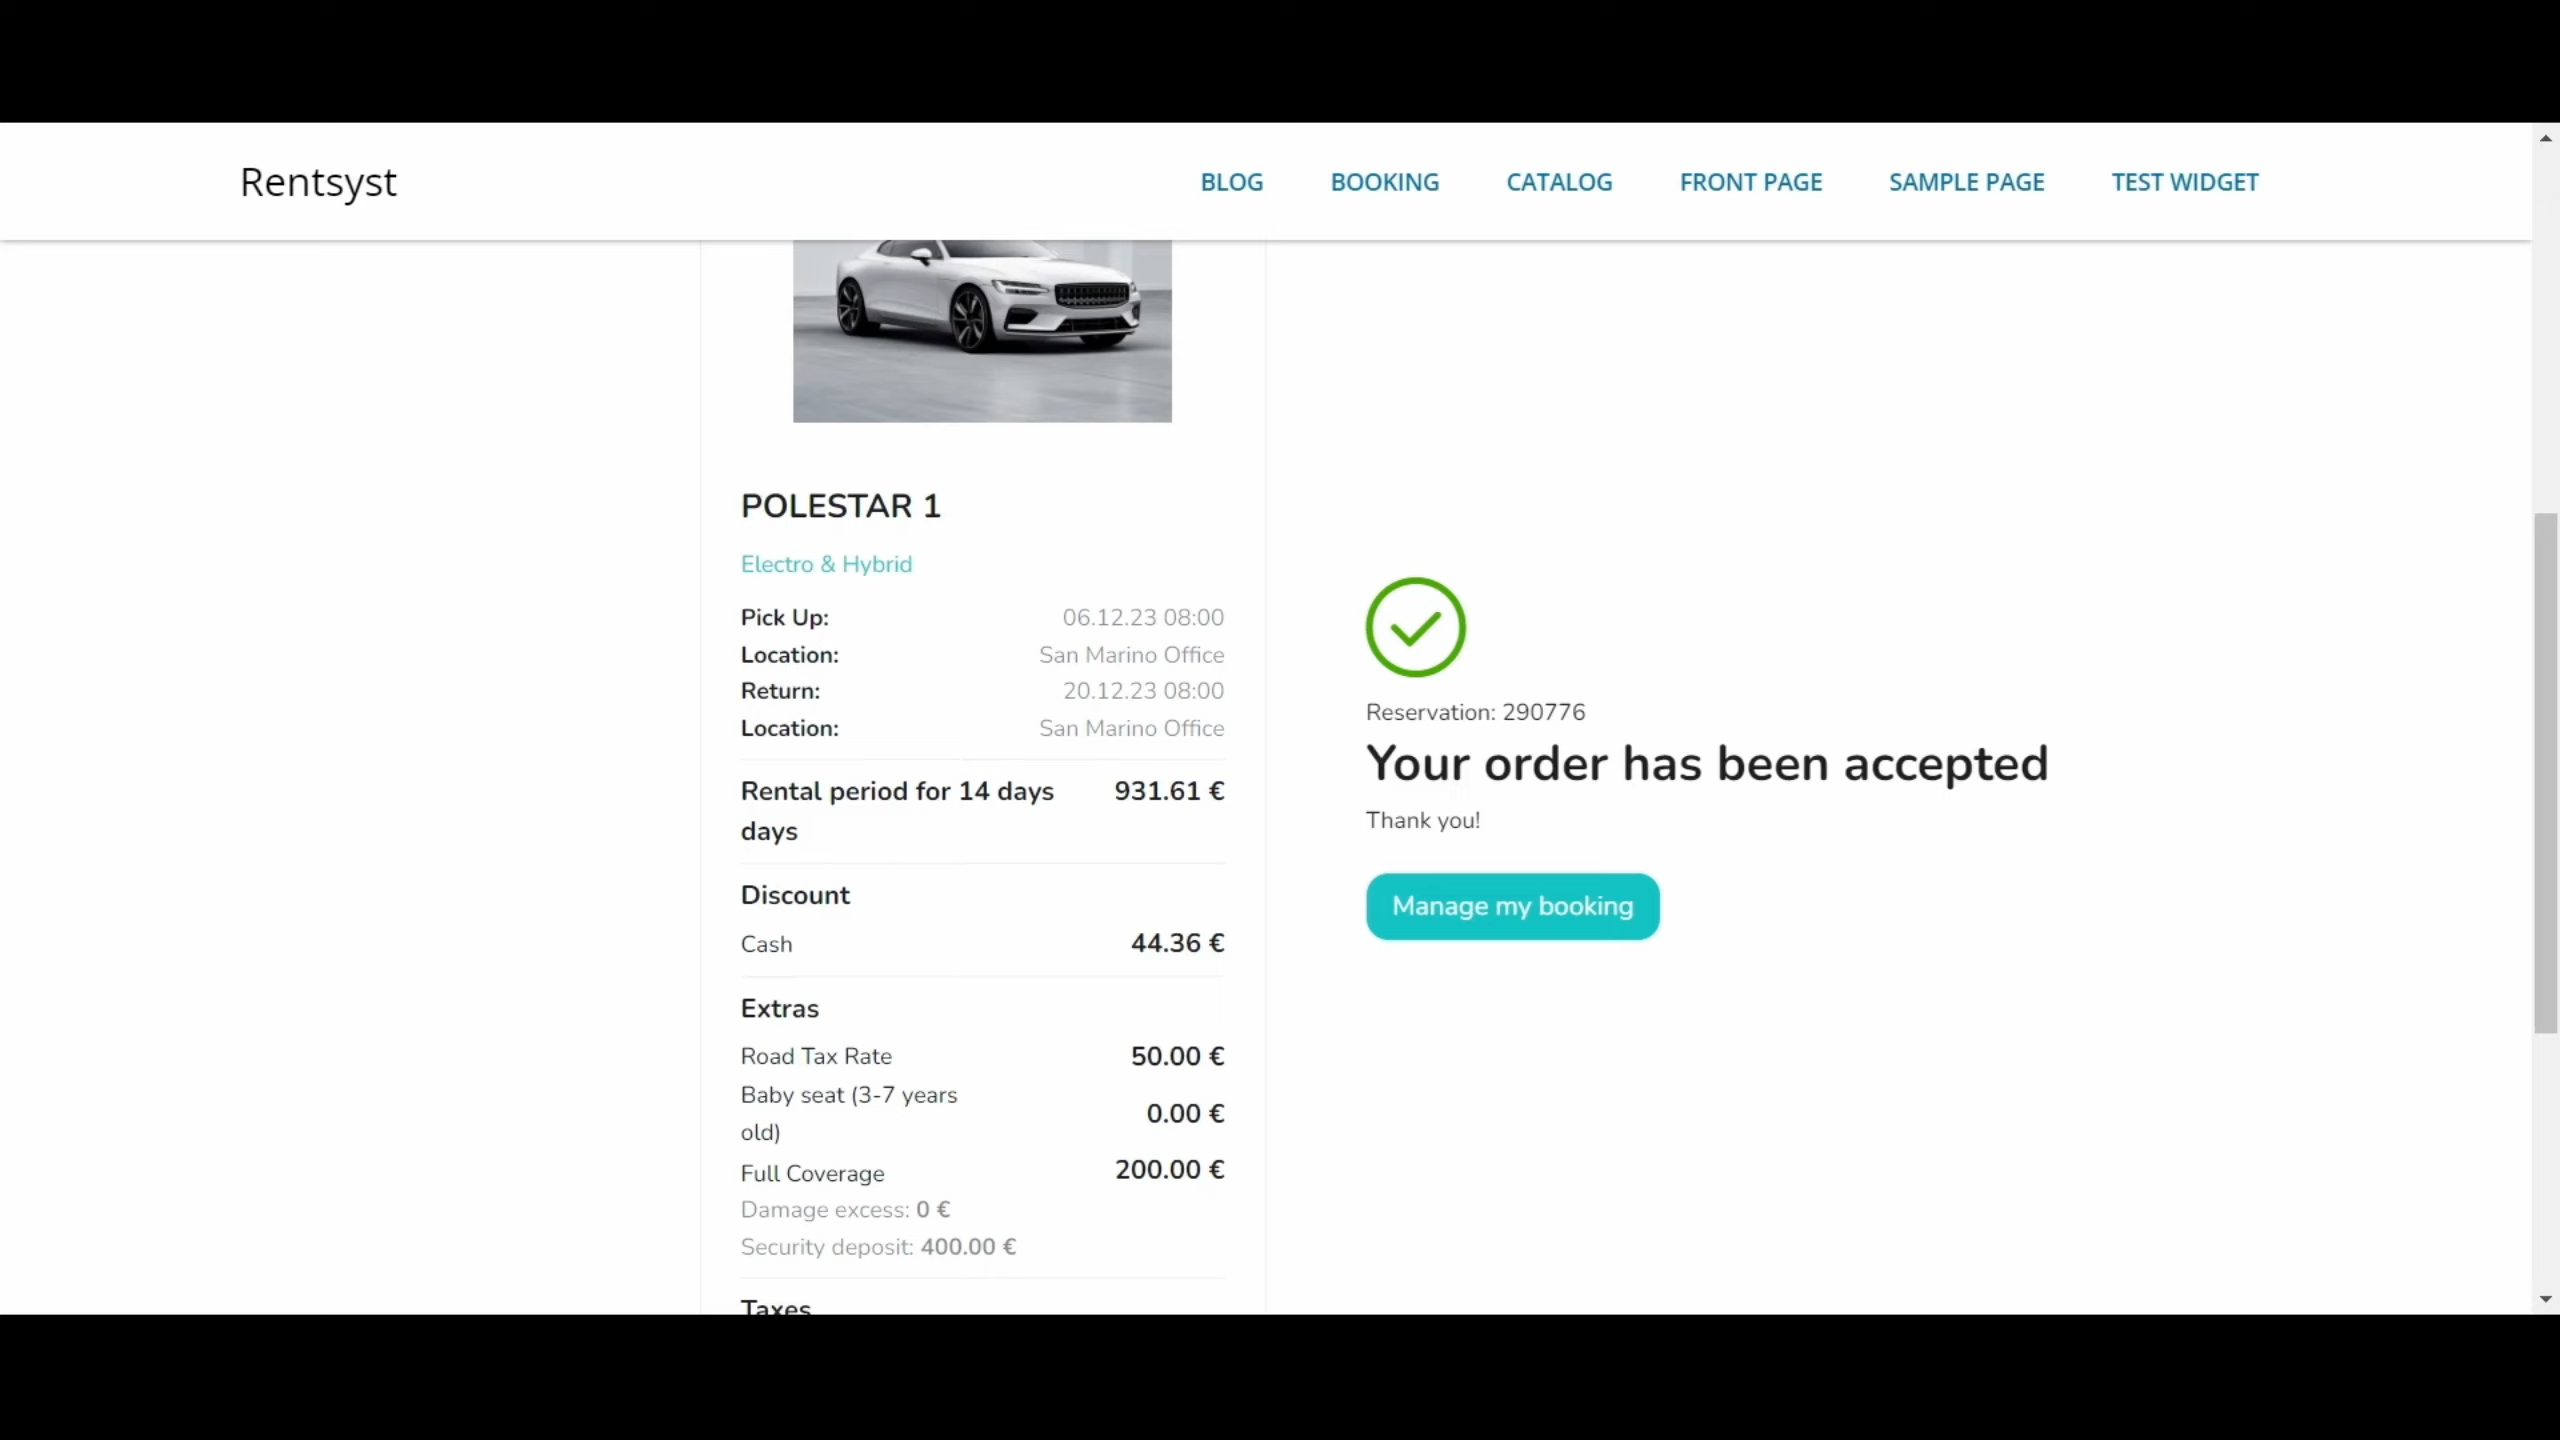 Rentsyst
BLOG BOOKING CATALOG FRONT PAGE SAMPLE PAGE TEST WIDGET
POLESTAR 1
Electro & Hybrid
Pick Up: 06.12.23 08:00
Location: San Marino Office
Return: 20.12.23 08:00
Location: San Marino Office
Rental period for 14 days 931.61 €
days
Discount
Cash 44.36 €
Extras
Road Tax Rate 50.00 €
Baby seat (3-7 years
old) 0.00 €
Full Coverage 200.00 €
Damage excess: 0 €
Security deposit: 400.00 €
Taxes
Reservation: 290776
Your order has been accepted
Thank you!
Manage my booking